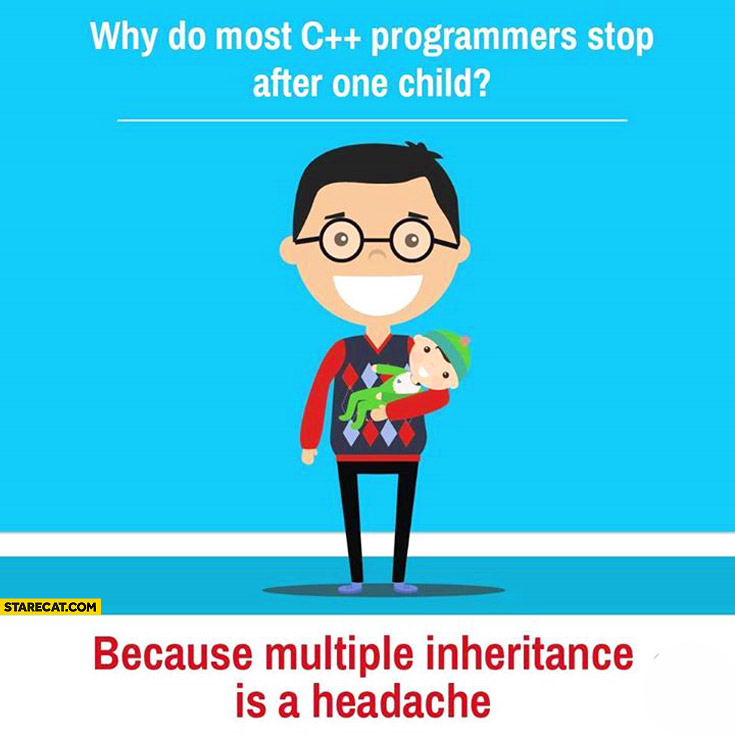 Why do most C++ programmers stop
after one child?
STARECAT.COM
Because multiple inheritance
is a headache